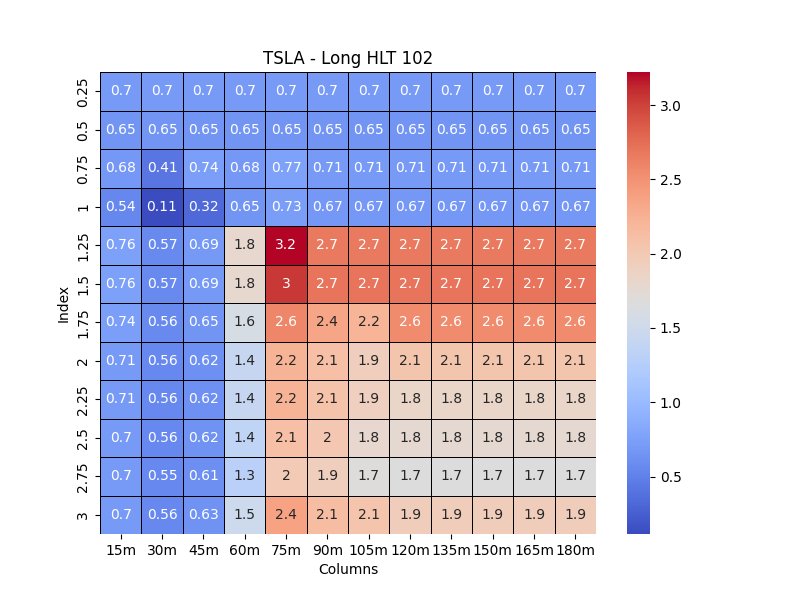 TSLA - Long HLT 102
0.25 0.7 0.7 0.7 0.7 0.7 0.7 0.7 0.7 0.7 0.7 0.7 0.7
0.5 0.65 0.65 0.65 0.65 0.65 0.65 0.65 0.65 0.65 0.65 0.65 0.65
0.75 0.68 0.41 0.74 0.68 0.77 0.71 0.71 0.71 0.71 0.71 0.71 0.71
1 0.54 0.11 0.32 0.65 0.73 0.67 0.67 0.67 0.67 0.67 0.67 0.67
1.25 0.76 0.57 0.69 1.8 3.2 2.7 2.7 2.7 2.7 2.7 2.7 2.7
1.5 0.76 0.57 0.69 1.8 3 2.7 2.7 2.7 2.7 2.7 2.7 2.7
1.75 0.74 0.56 0.65 1.6 2.6 2.4 2.2 2.6 2.6 2.6 2.6 2.6
2 0.71 0.56 0.62 1.4 2.2 2.1 1.9 2.1 2.1 2.1 2.1 2.1
2.25 0.71 0.56 0.62 1.4 2.2 2.1 1.9 1.8 1.8 1.8 1.8 1.8
2.5 0.7 0.56 0.62 1.4 2.1 2 1.8 1.8 1.8 1.8 1.8 1.8
2.75 0.7 0.55 0.61 1.3 2 1.9 1.7 1.7 1.7 1.7 1.7 1.7
3 0.7 0.56 0.63 1.5 2.4 2.1 2.1 1.9 1.9 1.9 1.9 1.9
15m 30m 45m 60m 75m 90m 105m 120m 135m 150m 165m 180m
Columns
Index
3.0
2.5
2.0
1.5
1.0
0.5